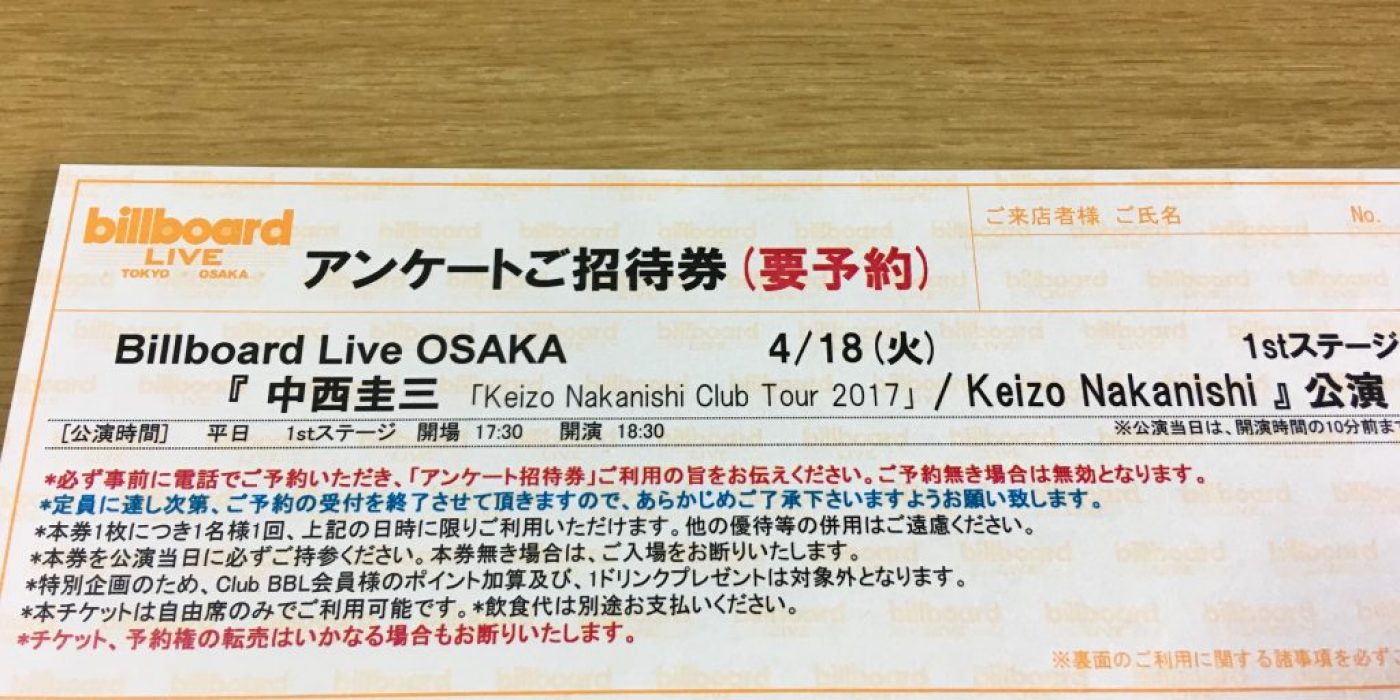 billboard
LIVE
TOKYO • OSAKA
アンケートご招待券(要予約)
ご来店者様 ご氏名 No.
Billboard Live OSAKA 4/18(火) 1stステージ
『 中西圭三 「Keizo Nakanishi Club Tour 2017」 / Keizo Nakanishi 』 公演
[公演時間] 平日 1stステージ 開場 17:30 開演 18:30 ※公演当日は、開演時間の10分前ま
*必ず事前に電話でご予約いただき、「アンケート招待券」ご利用の旨をお伝えください。ご予約無き場合は無効となります。
*定員に達し次第、ご予約の受付を終了させて頂きますので、あらかじめご了承下さいますようお願い致します。
*本券1枚につき1名様1回、上記の日時に限りご利用いただけます。他の優待等の併用はご遠慮ください。
*本券を公演当日に必ずご持参ください。本券無き場合は、ご入場をお断りいたします。
*特別企画のため、Club BBL会員様のポイント加算及び、1ドリンクプレゼントは対象外となります。
*本チケットは自由席のみでご利用可能です。*飲食代は別途お支払いください。
*チケット、予約権の転売はいかなる場合もお断りいたします。
※裏面のご利用に関する諸事項を必ずご